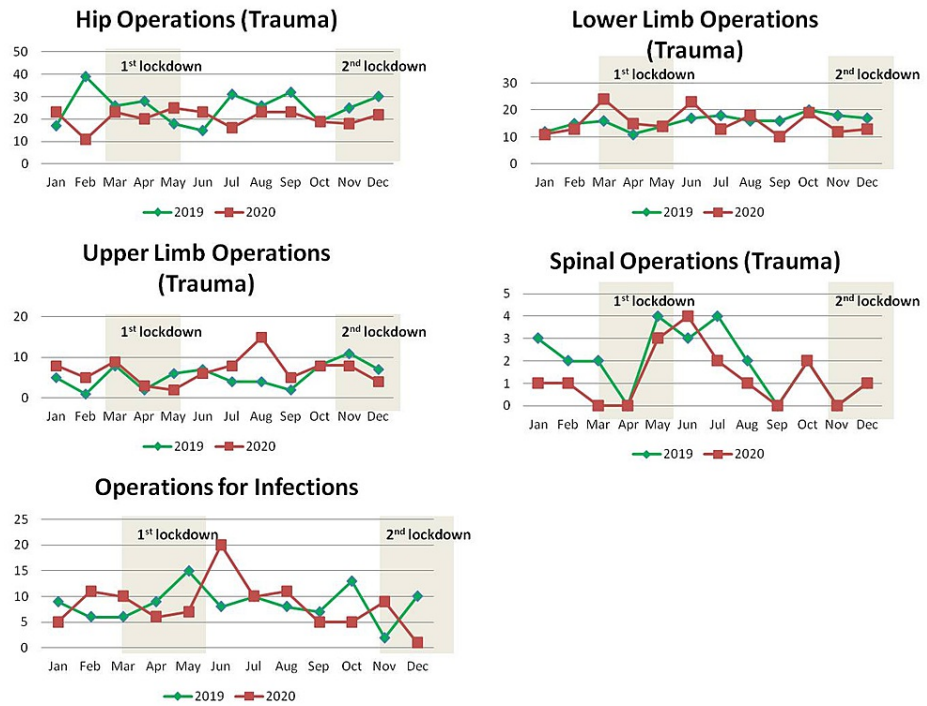 Hip Operations (Trauma)
50
40
30
20
10
0
1st lockdown
2nd lockdown
Jan Feb Mar Apr May Jun Jul Aug Sep Oct Nov Dec
2019 2020
Lower Limb Operations
(Trauma)
30
20
10
0
1st lockdown
2nd lockdown
Jan Feb Mar Apr May Jun Jul Aug Sep Oct Nov Dec
2019 2020
Upper Limb Operations
(Trauma)
20
10
0
1st lockdown
2nd lockdown
Jan Feb Mar Apr May Jun Jul Aug Sep Oct Nov Dec
2019 2020
Spinal Operations (Trauma)
5
4
3
2
1
0
1st lockdown
2nd lockdown
Jan Feb Mar Apr May Jun Jul Aug Sep Oct Nov Dec
2019 2020
Operations for Infections
25
20
15
10
5
0
1st lockdown
2nd lockdown
Jan Feb Mar Apr May Jun Jul Aug Sep Oct Nov Dec
2019 2020